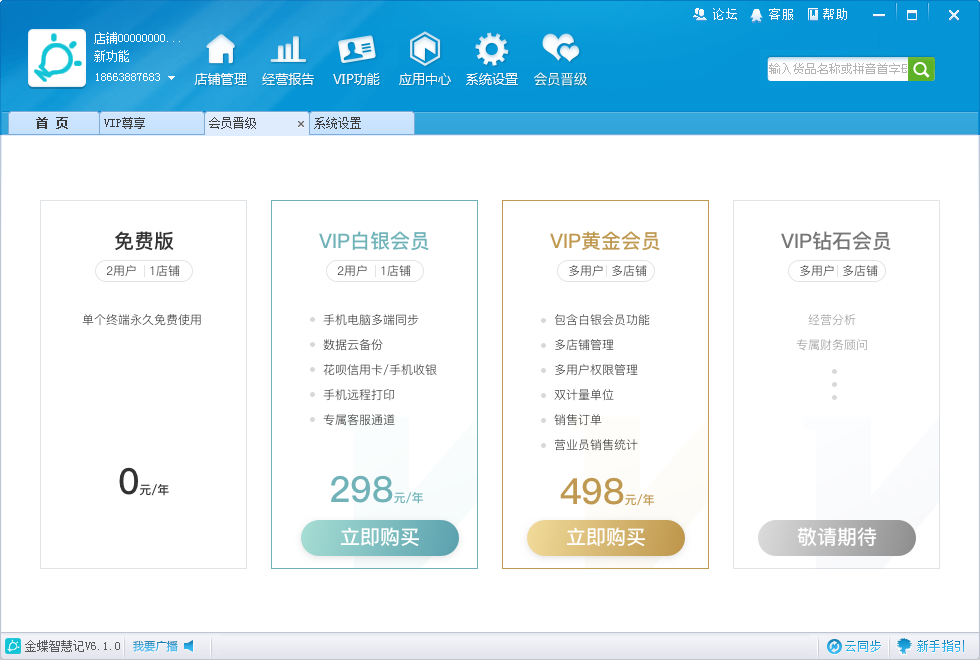 论坛 客服 帮助
店铺00000000...
新功能
18663887683
店铺管理 经营报告 VIP功能 应用中心 系统设置 会员晋级
输入货品名称或拼音首字母
首 页 VIP尊享 会员晋级 × 系统设置
免费版
2用户 1店铺
单个终端永久免费使用
0元/年
VIP白银会员
2用户 1店铺
手机电脑多端同步
数据云备份
花呗信用卡/手机收银
手机远程打印
专属客服通道
298元/年
立即购买
VIP黄金会员
多用户 多店铺
包含白银会员功能
多店铺管理
多用户权限管理
双计量单位
销售订单
营业员销售统计
498元/年
立即购买
VIP钻石会员
多用户 多店铺
经营分析
专属财务顾问
敬请期待
金蝶智慧记V6.1.0 我要广播 云同步 新手指引